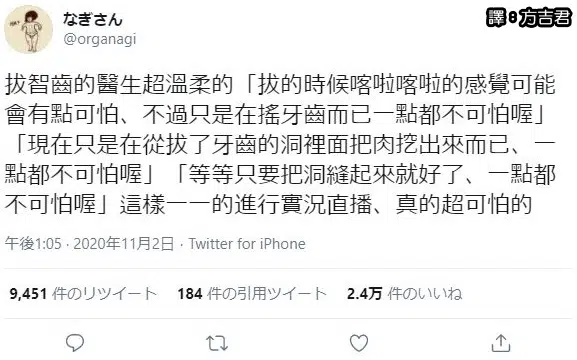 譯:方吉君
なぎさん
@organagi
拔智齒的醫生超溫柔的「拔的時候喀啦喀啦的感覺可能
會有點可怕、不過只是在搖牙齒而已一點都不可怕喔」
「現在只是在從拔了牙齒的洞裡面把肉挖出來而已、一
點都不可怕喔」「等等只要把洞縫起來就好了、一點都
不可怕喔」這樣一一的進行實況直播、真的超可怕的
午後1:05 · 2020年11月2日 · Twitter for iPhone
9,451 件のリツイート 184 件の引用ツイート 2.4万 件のいいね